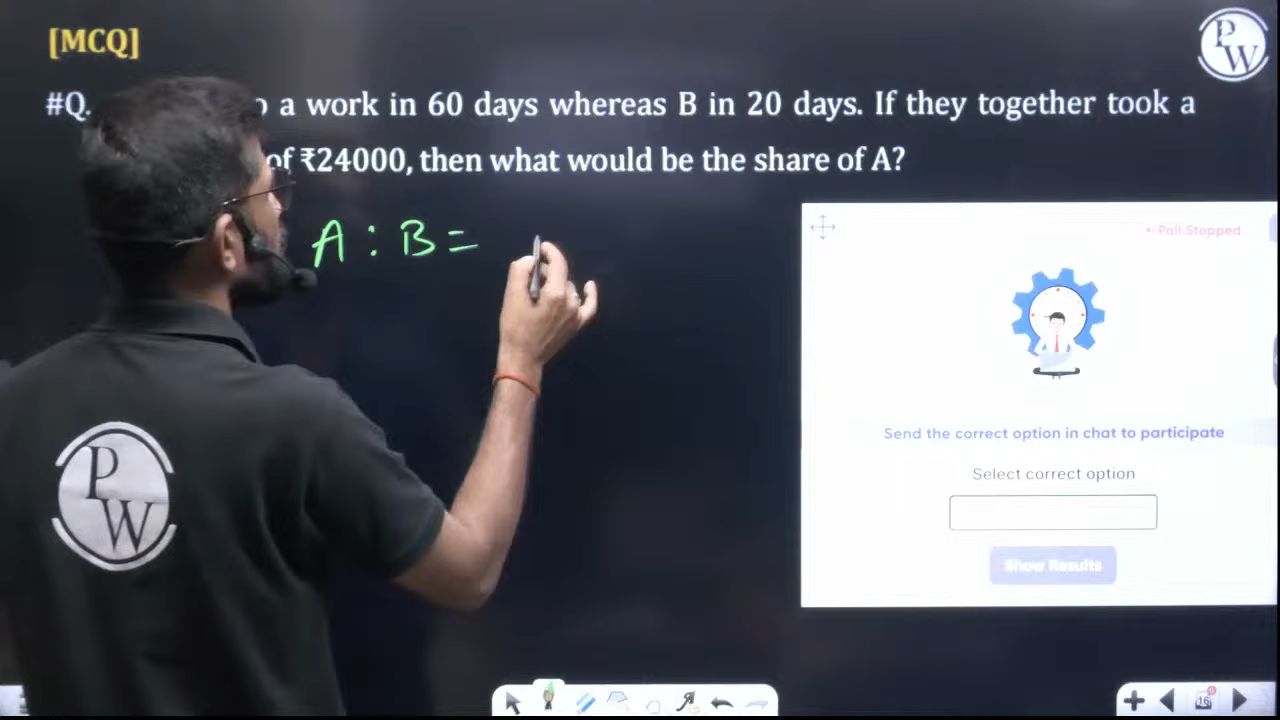 [MCQ]
#Q. o a work in 60 days whereas B in 20 days. If they together took a
of ₹24000, then what would be the share of A?
A : B =
Poll Stopped
Send the correct option in chat to participate
Select correct option
Show Results
PW
PW
16